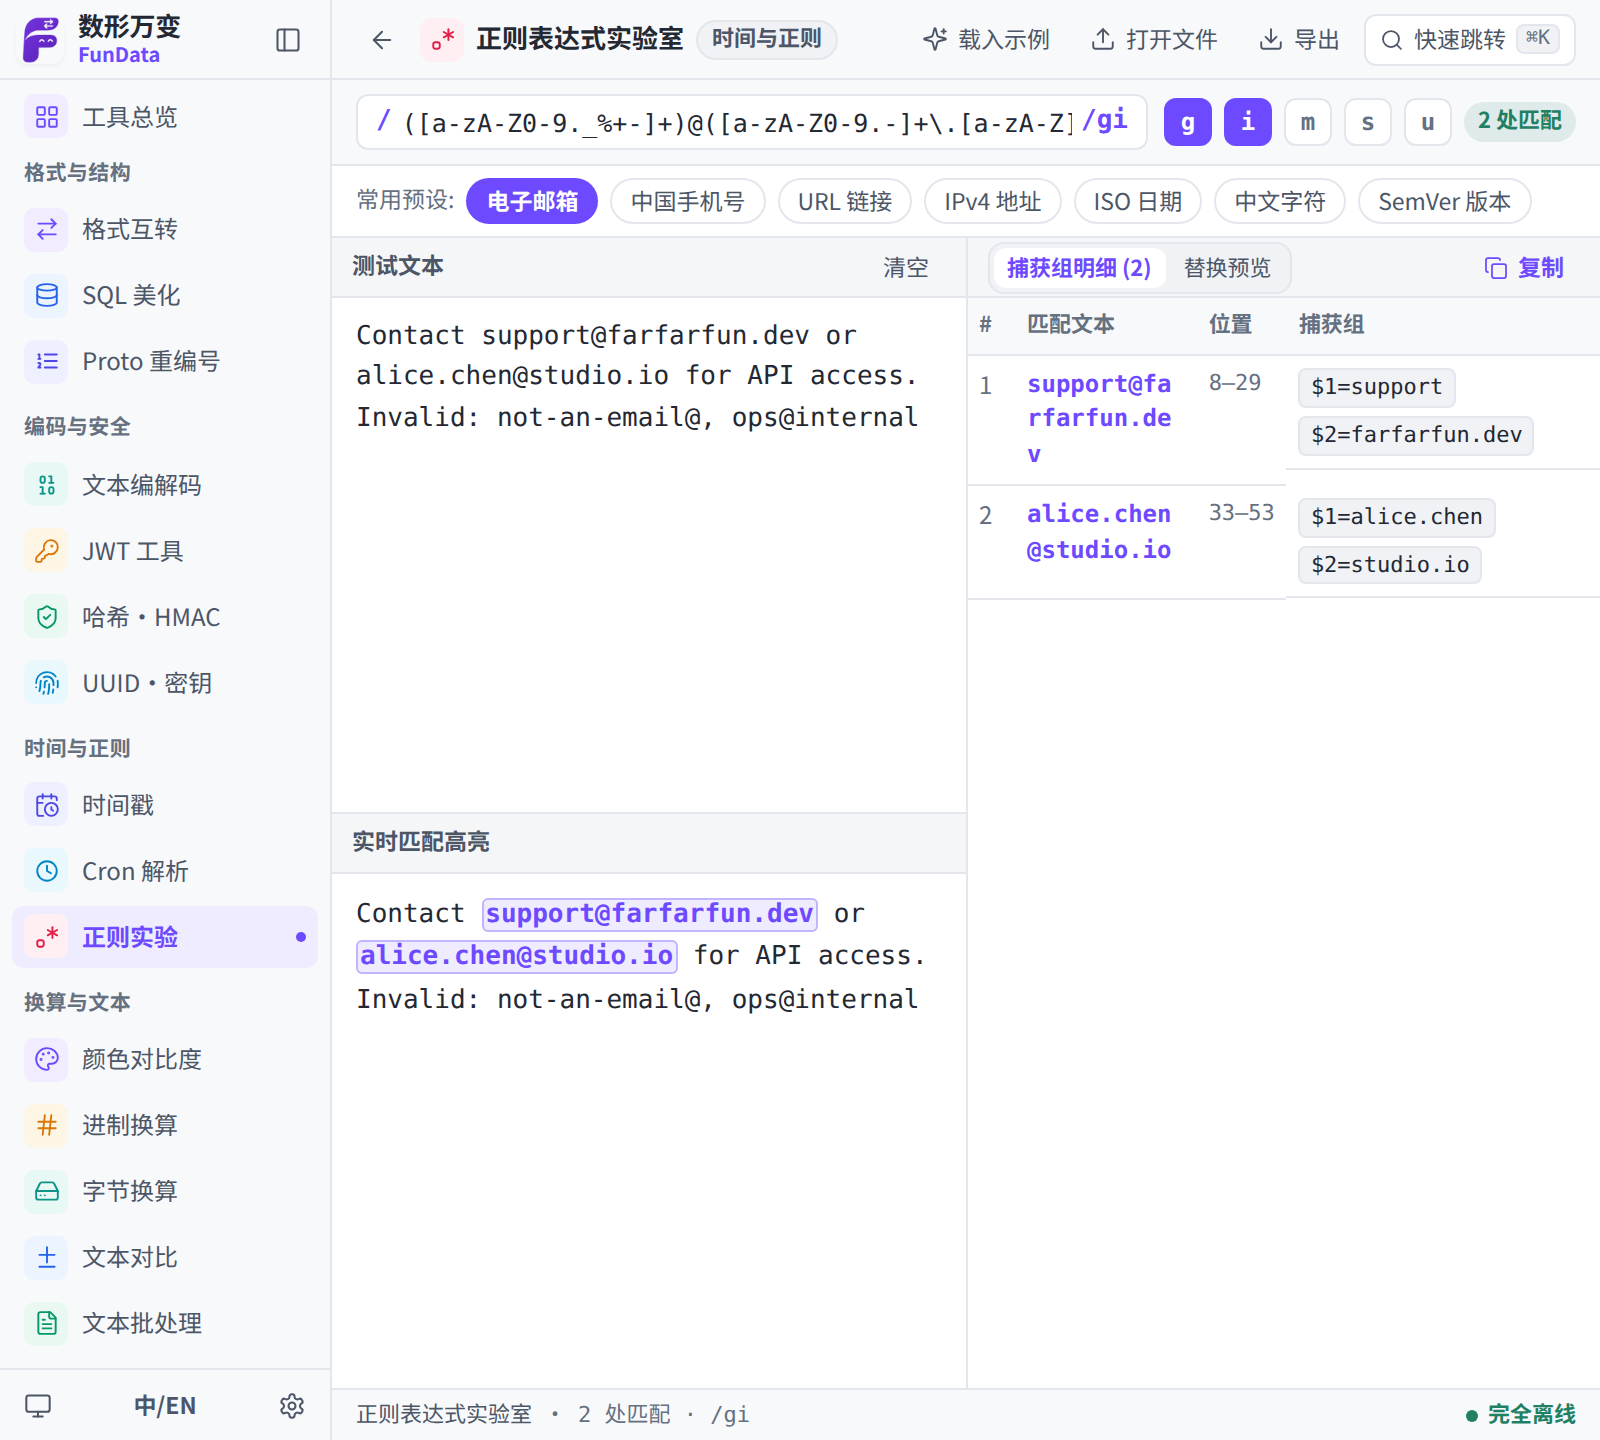 数形万变
FunData
工具总览
格式与结构
格式互转
SQL 美化
Proto 重编号
编码与安全
文本编解码
JWT 工具
哈希・HMAC
UUID・密钥
时间与正则
时间戳
Cron 解析
正则实验
换算与文本
颜色对比度
进制换算
字节换算
文本对比
文本批处理
中/EN
正则表达式实验室 时间与正则 载入示例 打开文件 导出 快速跳转 ⌘K
/ ([a-zA-Z0-9._%+-]+)@([a-zA-Z0-9.-]+\.[a-zA-Z] /gi g i m s u 2 处匹配
常用预设: 电子邮箱 中国手机号 URL 链接 IPv4 地址 ISO 日期 中文字符 SemVer 版本
测试文本 清空
Contact support@farfarfun.dev or
alice.chen@studio.io for API access.
Invalid: not-an-email@, ops@internal
实时匹配高亮
Contact support@farfarfun.dev or
alice.chen@studio.io for API access.
Invalid: not-an-email@, ops@internal
捕获组明细 (2) 替换预览 复制
# 匹配文本 位置 捕获组
1 support@fa 8–29 $1=support
rfarfun.de $2=farfarfun.dev
v
2 alice.chen 33–53 $1=alice.chen
@studio.io $2=studio.io
正则表达式实验室 • 2 处匹配 · /gi 完全离线